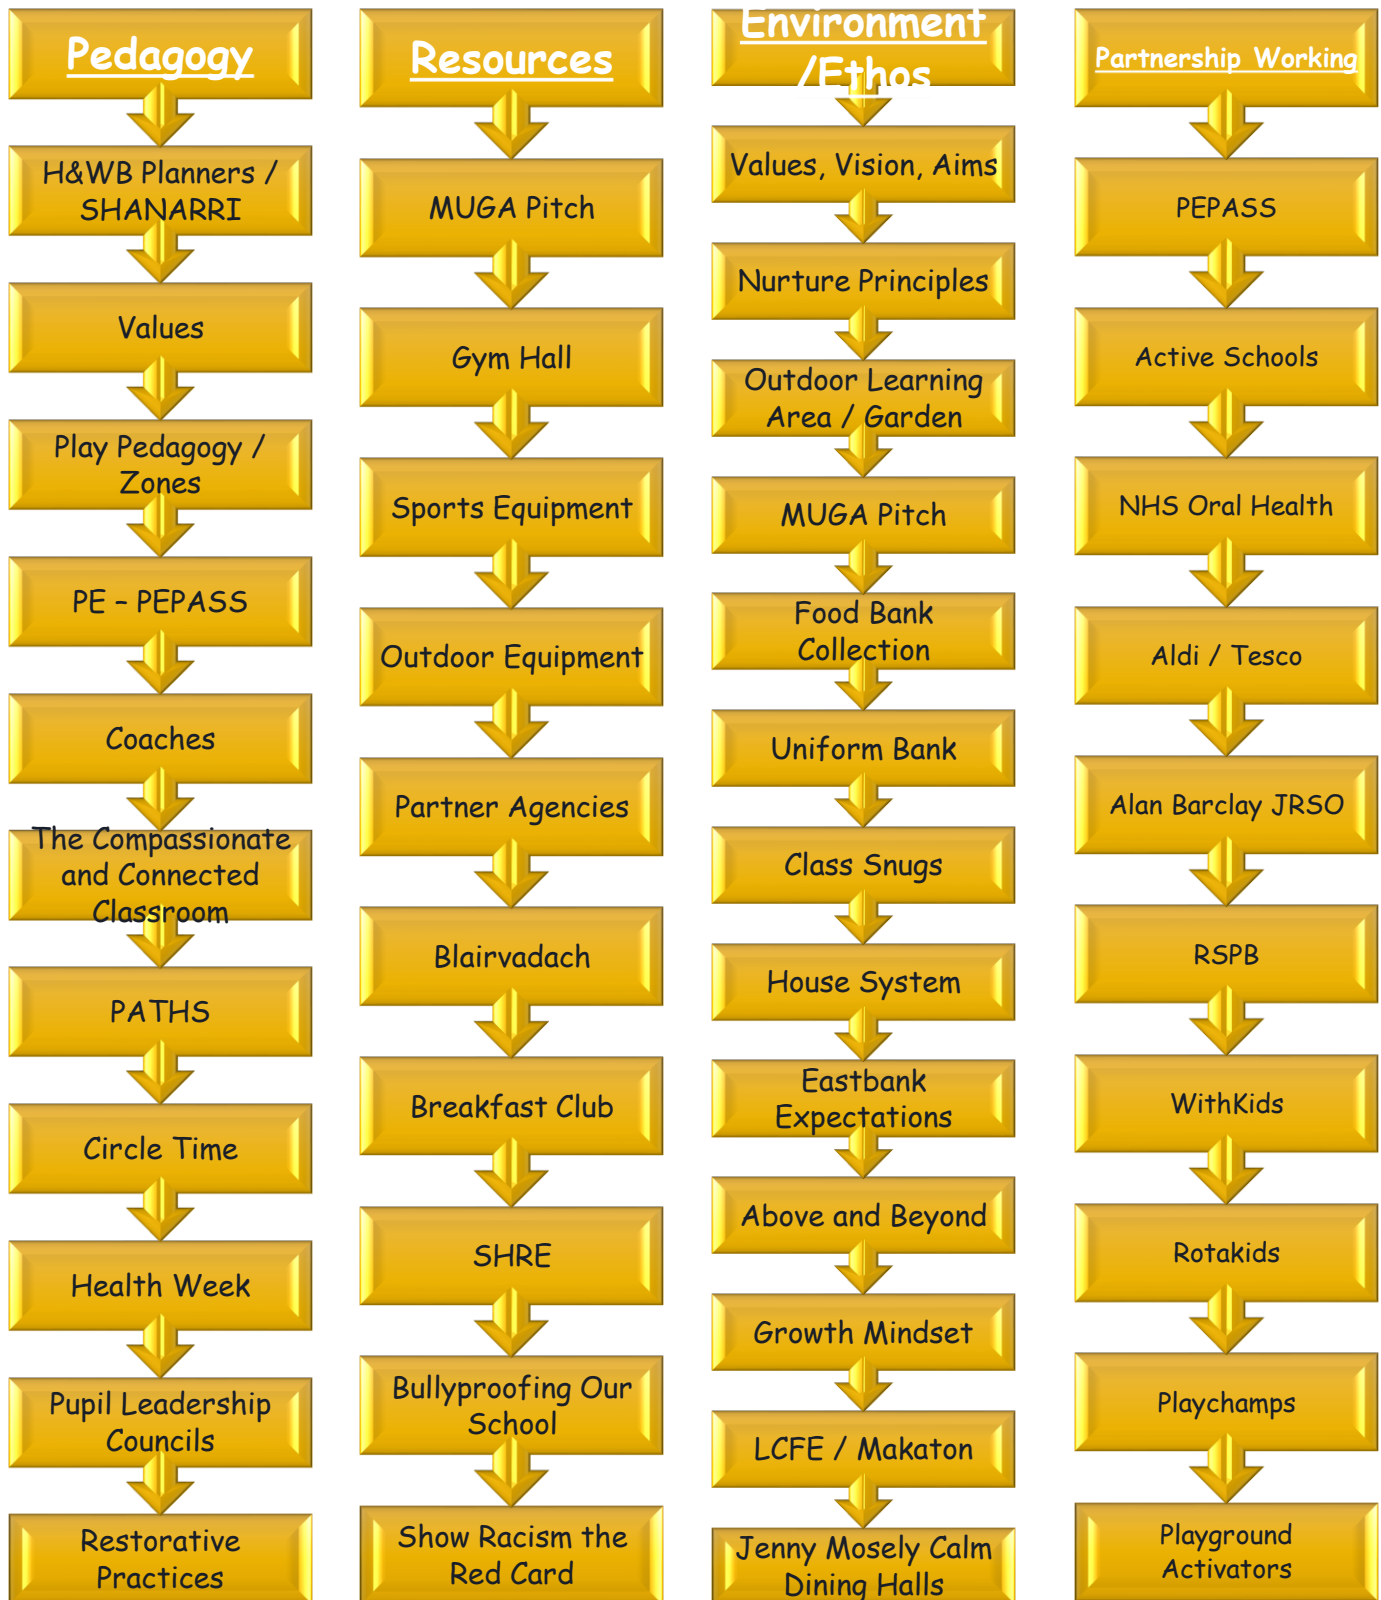 Pedagogy
H&WB Planners /
SHANARRI
Values
Play Pedagogy /
Zones
PE – PEPASS
Coaches
The Compassionate
and Connected
Classroom
PATHS
Circle Time
Health Week
Pupil Leadership
Councils
Restorative
Practices
Resources
MUGA Pitch
Gym Hall
Sports Equipment
Outdoor Equipment
Partner Agencies
Blairvadach
Breakfast Club
SHRE
Bullyproofing Our
School
Show Racism the
Red Card
Environment
/Ethos
Values, Vision, Aims
Nurture Principles
Outdoor Learning
Area / Garden
MUGA Pitch
Food Bank
Collection
Uniform Bank
Class Snugs
House System
Eastbank
Expectations
Above and Beyond
Growth Mindset
LCFE / Makaton
Jenny Mosely Calm
Dining Halls
Partnership Working
PEPASS
Active Schools
NHS Oral Health
Aldi / Tesco
Alan Barclay JRSO
RSPB
WithKids
Rotakids
Playchamps
Playground
Activators